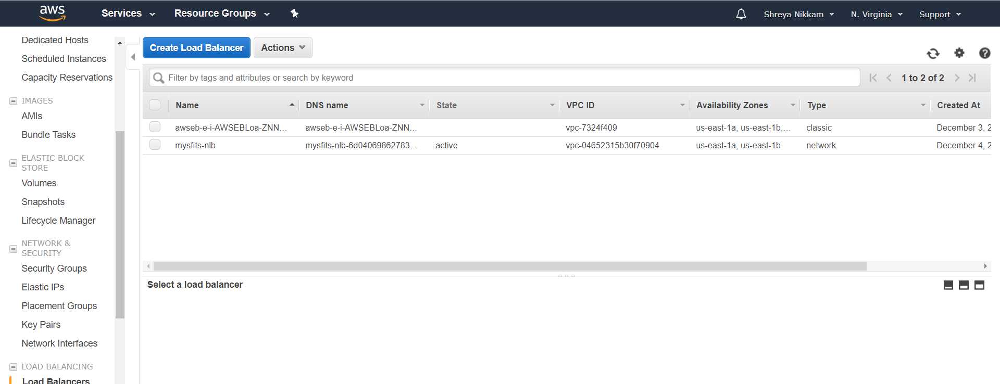 aws Services Resource Groups Shreya Nikkam N. Virginia Support
Dedicated Hosts
Scheduled Instances
Capacity Reservations
IMAGES
AMIs
Bundle Tasks
ELASTIC BLOCK
STORE
Volumes
Snapshots
Lifecycle Manager
NETWORK &
SECURITY
Security Groups
Elastic IPs
Placement Groups
Key Pairs
Network Interfaces
LOAD BALANCING
Load Balancers
Create Load Balancer Actions
Filter by tags and attributes or search by keyword 1 to 2 of 2
Name DNS name State VPC ID Availability Zones Type Created At
awseb-e-i-AWSEBLoa-ZNN... awseb-e-i-AWSEBLoa-ZNN... vpc-7324f409 us-east-1a, us-east-1b,... classic December 3, 2
mysfits-nlb mysfits-nlb-6d04069862783... active vpc-04652315b30f70904 us-east-1a, us-east-1b network December 4, 2
Select a load balancer